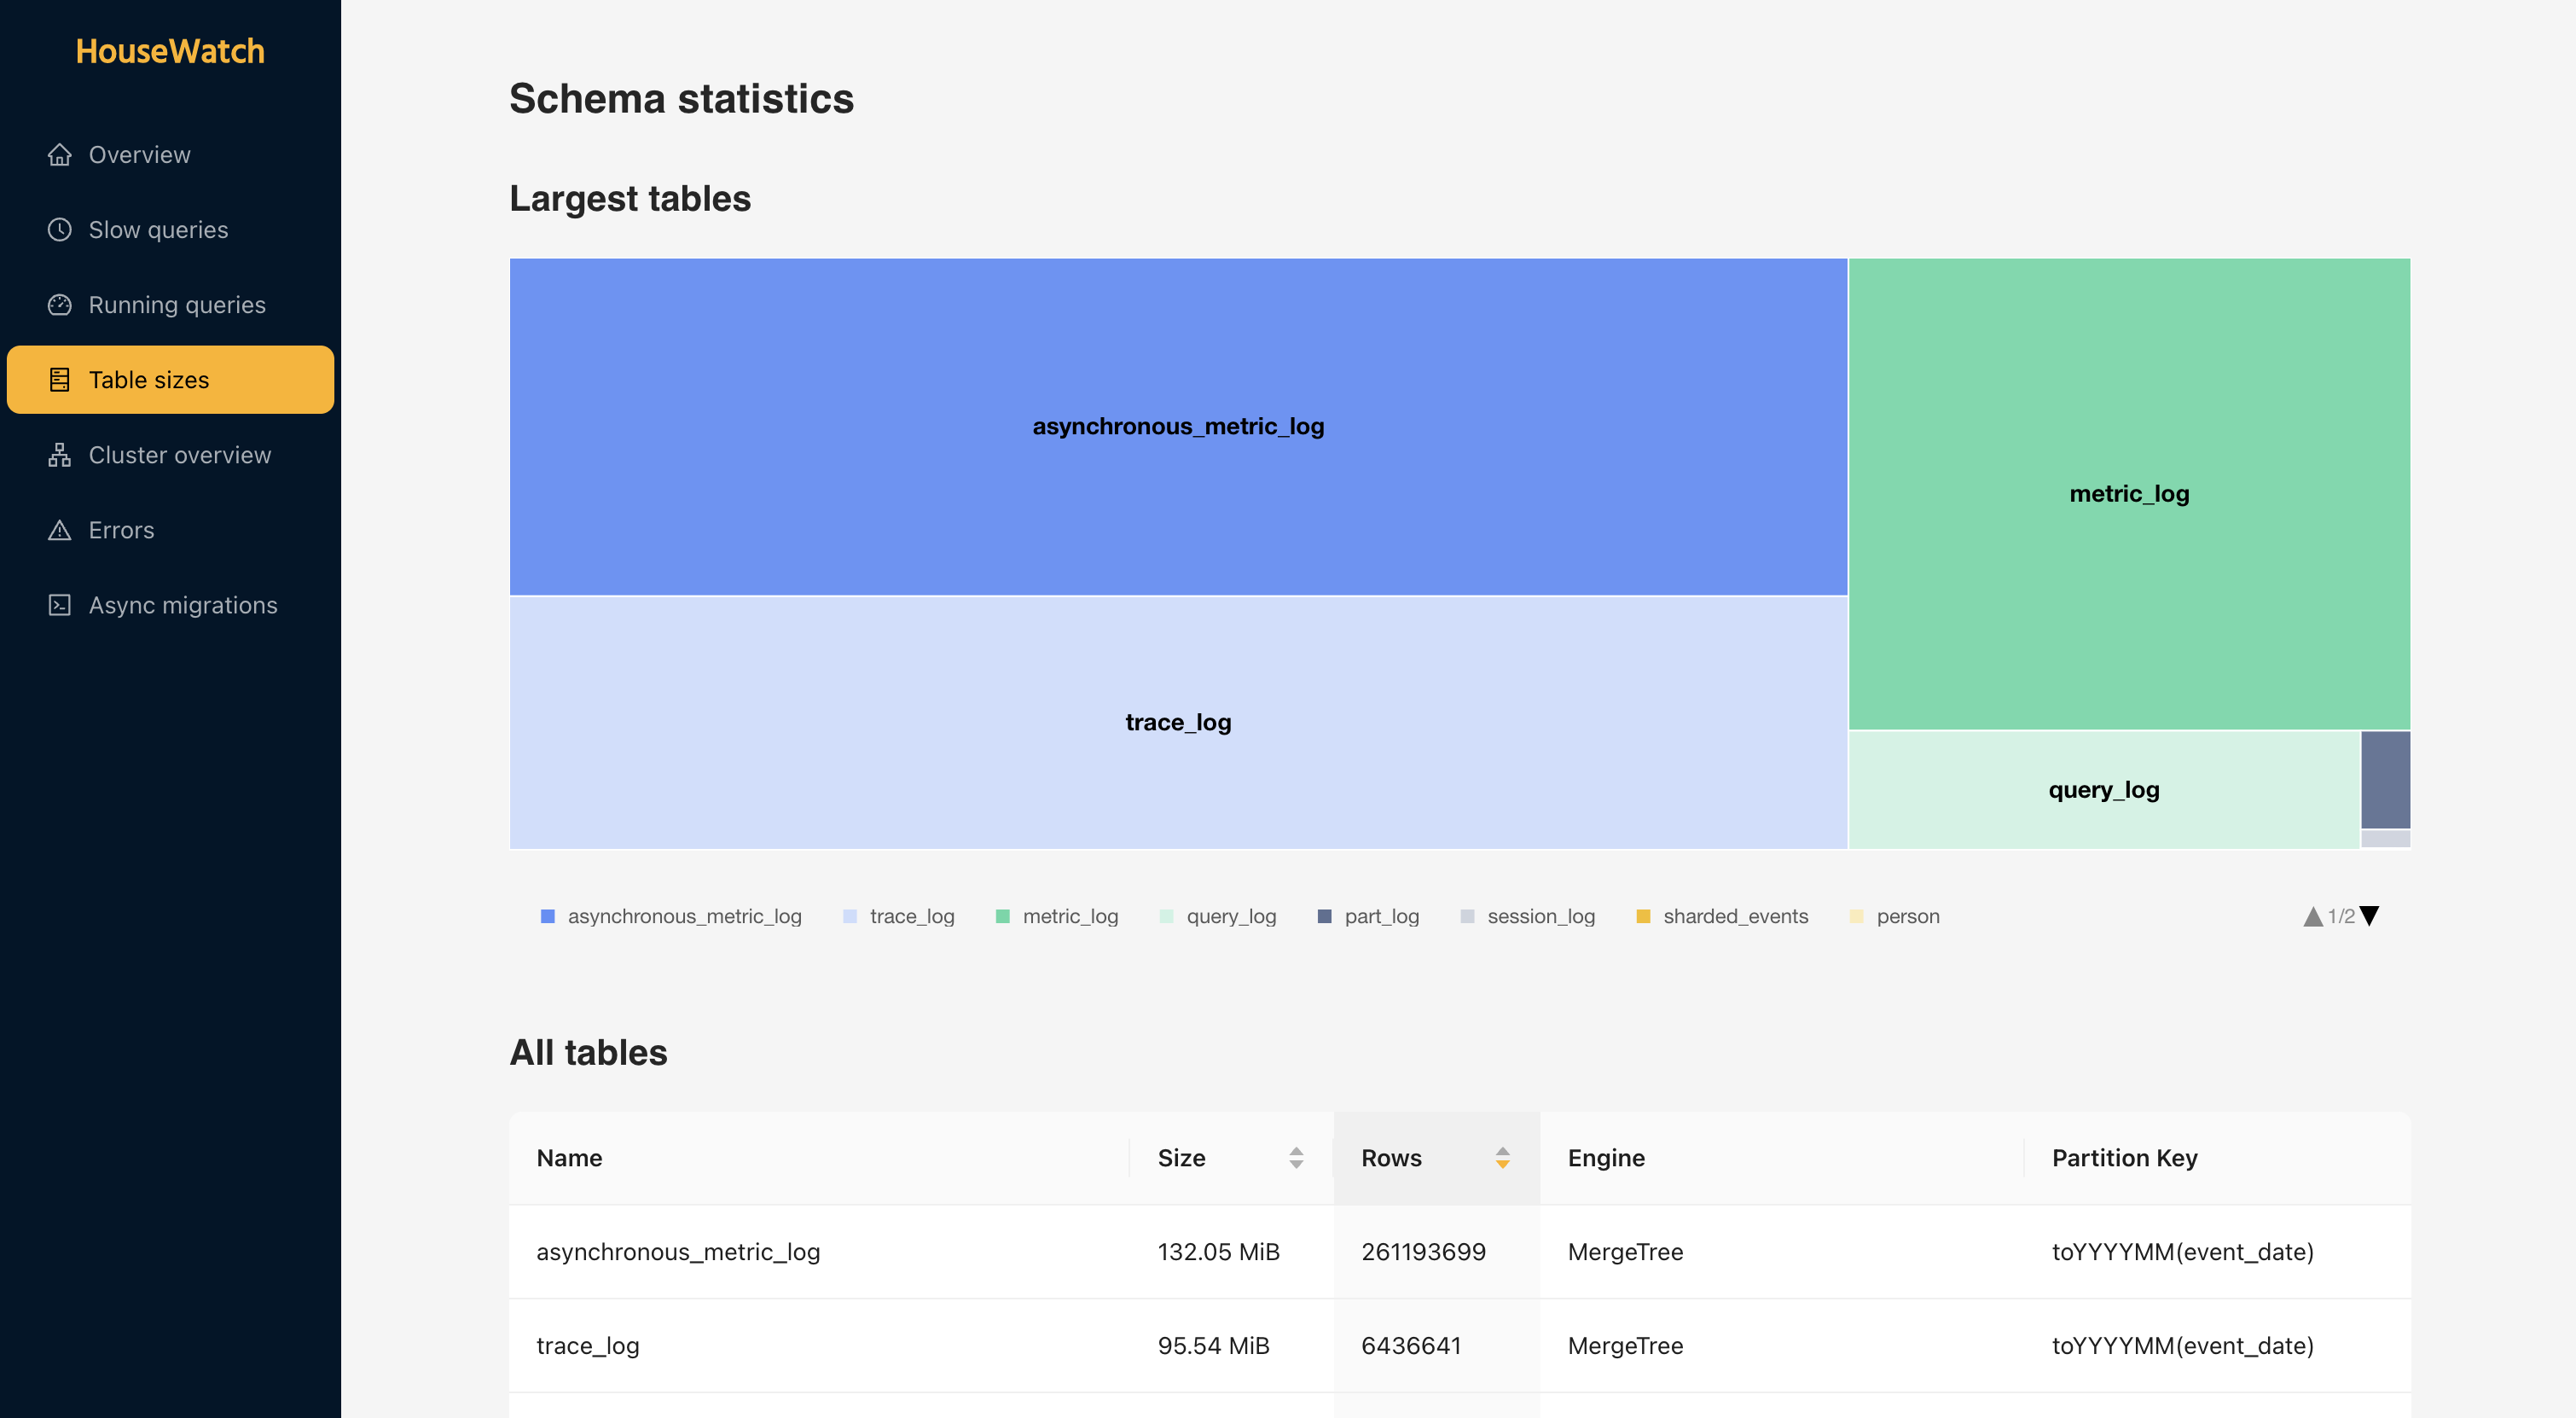 HouseWatch
Overview
Slow queries
Running queries
Table sizes
Cluster overview
Errors
Async migrations
Schema statistics
Largest tables
asynchronous_metric_log
metric_log
trace_log
query_log
asynchronous_metric_log trace_log metric_log query_log part_log session_log sharded_events person 1/2
All tables
Name Size Rows Engine Partition Key
asynchronous_metric_log 132.05 MiB 261193699 MergeTree toYYYYMM(event_date)
trace_log 95.54 MiB 6436641 MergeTree toYYYYMM(event_date)